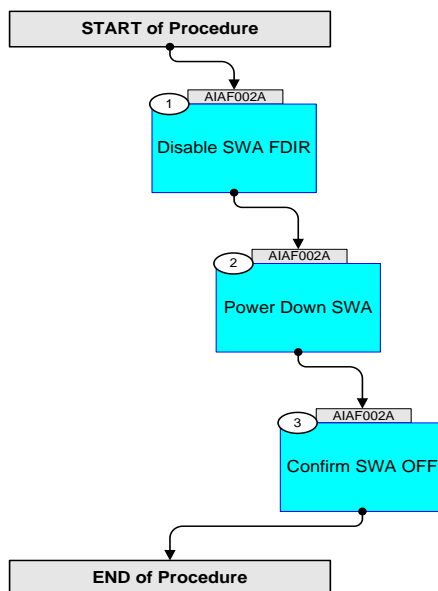 START of Procedure
AIAF002A
1
Disable SWA FDIR
AIAF002A
2
Power Down SWA
AIAF002A
3
Confirm SWA OFF
END of Procedure